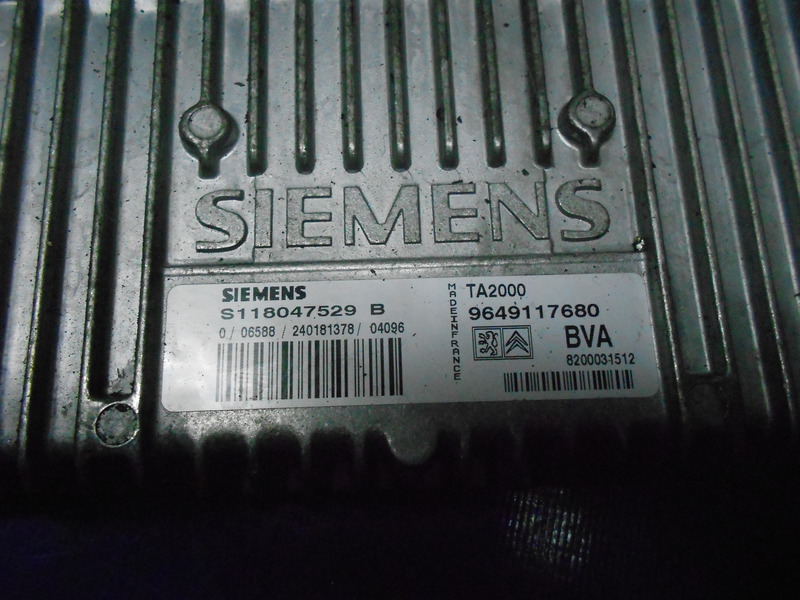 SIEMENS
SIEMENS
S118047529 B
0 / 06588 / 240181378 / 04096
MADEINFRANCE
TA2000
9649117680
BVA
8200031512